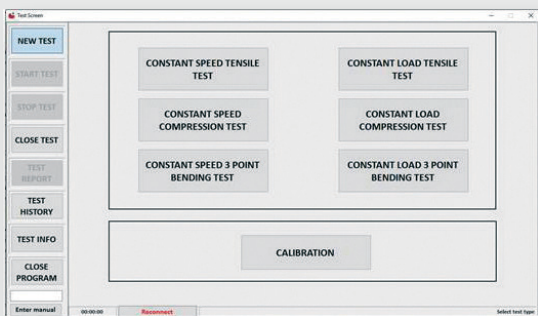 Test Screen
NEW TEST
START TEST
STOP TEST
CLOSE TEST
TEST
REPORT
TEST
HISTORY
TEST INFO
CLOSE
PROGRAM
Enter manual
CONSTANT SPEED TENSILE
TEST
CONSTANT LOAD TENSILE
TEST
CONSTANT SPEED
COMPRESSION TEST
CONSTANT LOAD
COMPRESSION TEST
CONSTANT SPEED 3 POINT
BENDING TEST
CONSTANT LOAD 3 POINT
BENDING TEST
CALIBRATION
00:00:00
Reconnect
Select test type